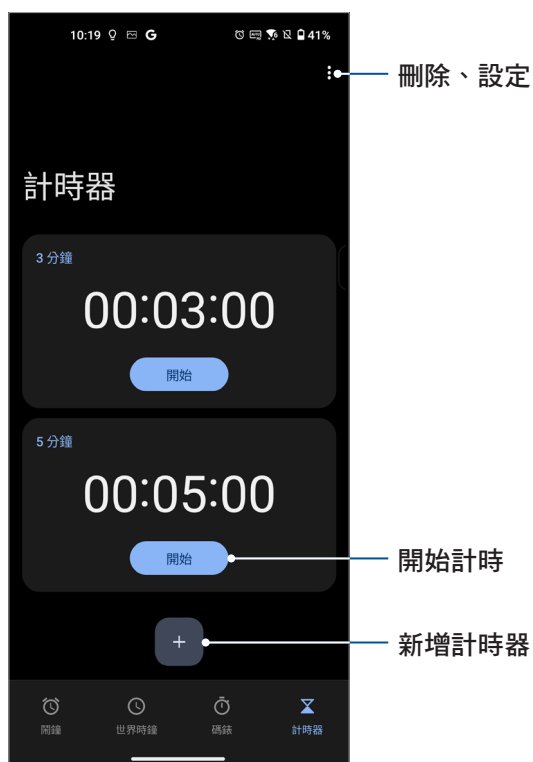 10:19 G 41%
刪除、設定
計時器
3 分鐘
00:03:00
開始
5 分鐘
00:05:00
開始
開始計時
+
新增計時器
鬧鐘 世界時鐘 碼錶 計時器